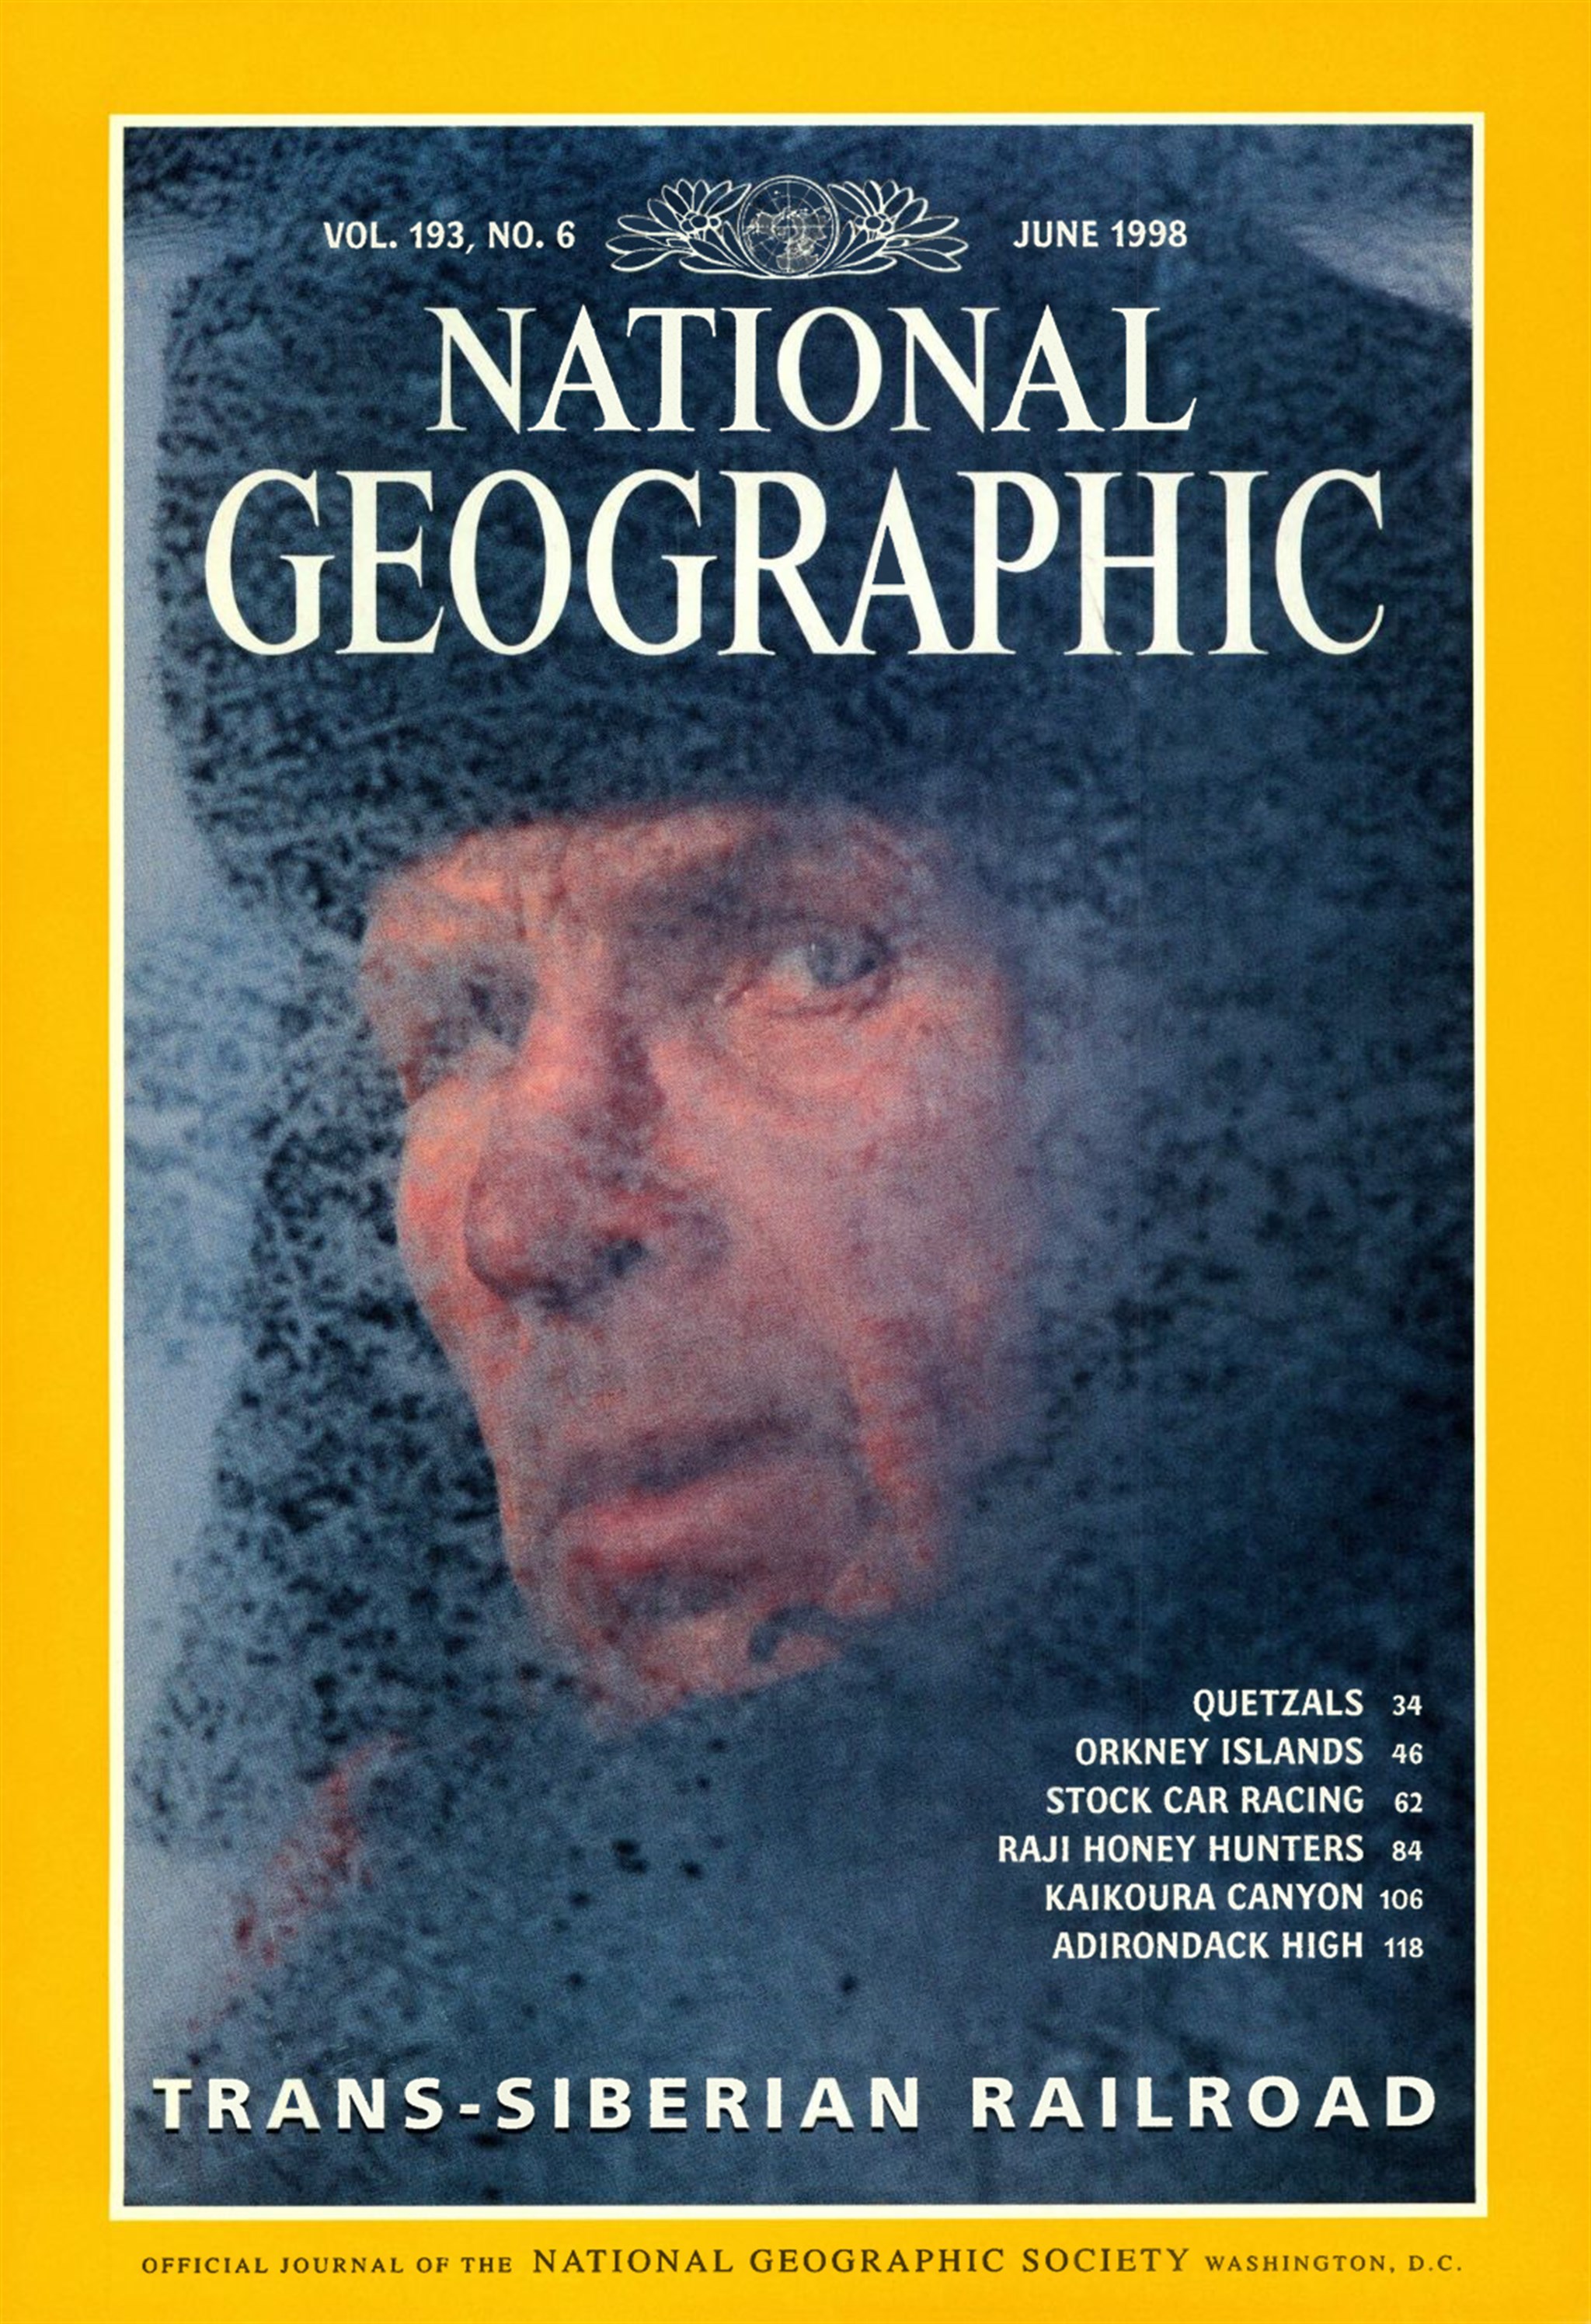 VOL. 193, NO. 6 JUNE 1998
NATIONAL
GEOGRAPHIC
QUETZALS 34
ORKNEY ISLANDS 46
STOCK CAR RACING 62
RAJI HONEY HUNTERS 84
KAIKOURA CANYON 106
ADIRONDACK HIGH 118
TRANS-SIBERIAN RAILROAD
OFFICIAL JOURNAL OF THE NATIONAL GEOGRAPHIC SOCIETY WASHINGTON, D.C.